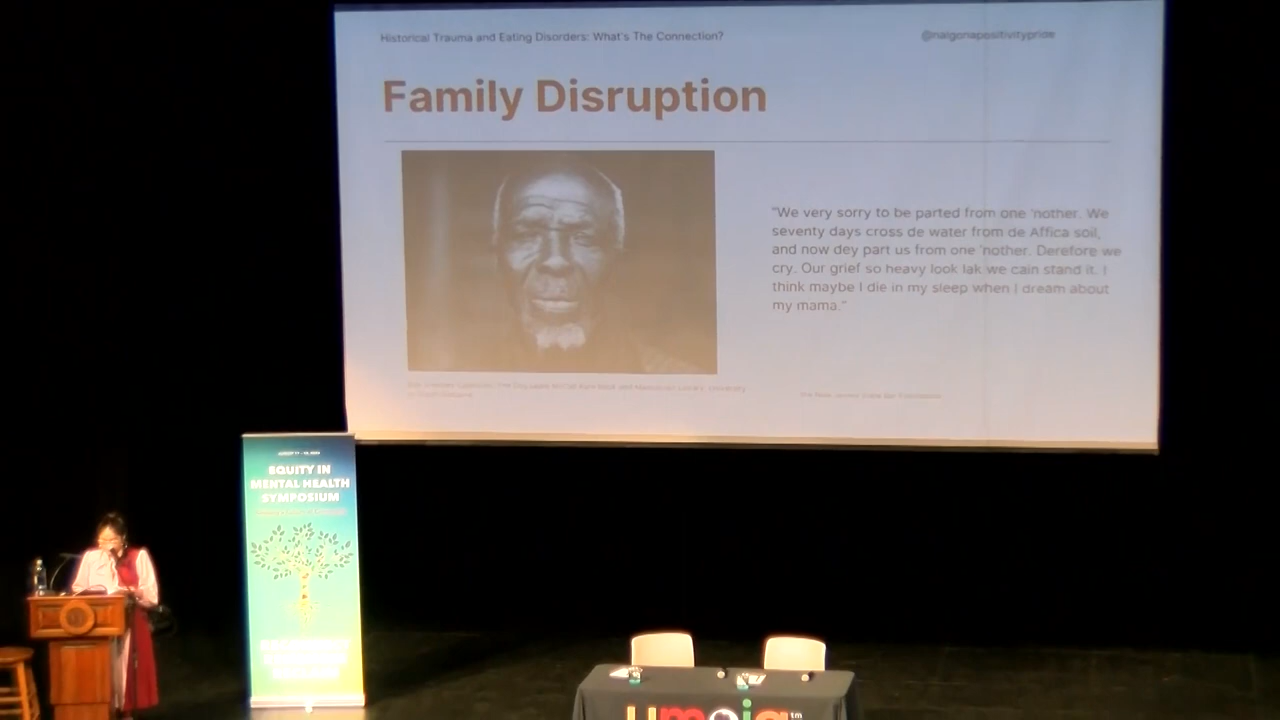 Historical Trauma and Eating Disorders: What's The Connection?
@nalgonapositivitypride
Family Disruption
"We very sorry to be parted from one 'nother. We
seventy days cross de water from de Affica soil,
and now dey part us from one 'nother. Derefore we
cry. Our grief so heavy look lak we cain stand it. I
think maybe I die in my sleep when I dream about
my mama."
EQUITY IN
MENTAL HEALTH
SYMPOSIUM
umoja™